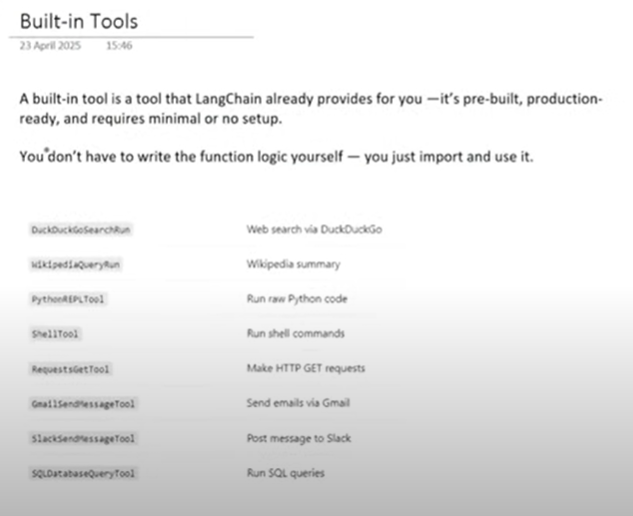 Built-in Tools
23 April 2025 15:46
A built-in tool is a tool that LangChain already provides for you —it's pre-built, production-
ready, and requires minimal or no setup.
You don't have to write the function logic yourself — you just import and use it.
DuckDuckGoSearchRun Web search via DuckDuckGo
WikipediaQueryRun Wikipedia summary
PythonREPLTool Run raw Python code
ShellTool Run shell commands
RequestsGetTool Make HTTP GET requests
GmailSendMessageTool Send emails via Gmail
SlackSendMessageTool Post message to Slack
SQLDatabaseQueryTool Run SQL queries